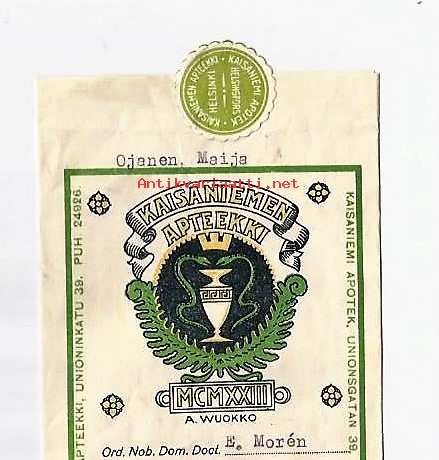 KAISANIEMEN APTEEKKI · KAISANIEMI APOTEK ·
HELSINKI
HELSINGFORS
Ojanen, Maija
Antikvariaatti.net
KAISANIEMEN
APTEEKKI
MCMXXIII
A. WUOKKO
Ord. Nob. Dom. Doct. E. Morén
APTEEKKI, UNIONINKATU 39. PUH. 24926
KAISANIEMI APOTEK, UNIONSGATAN 39.